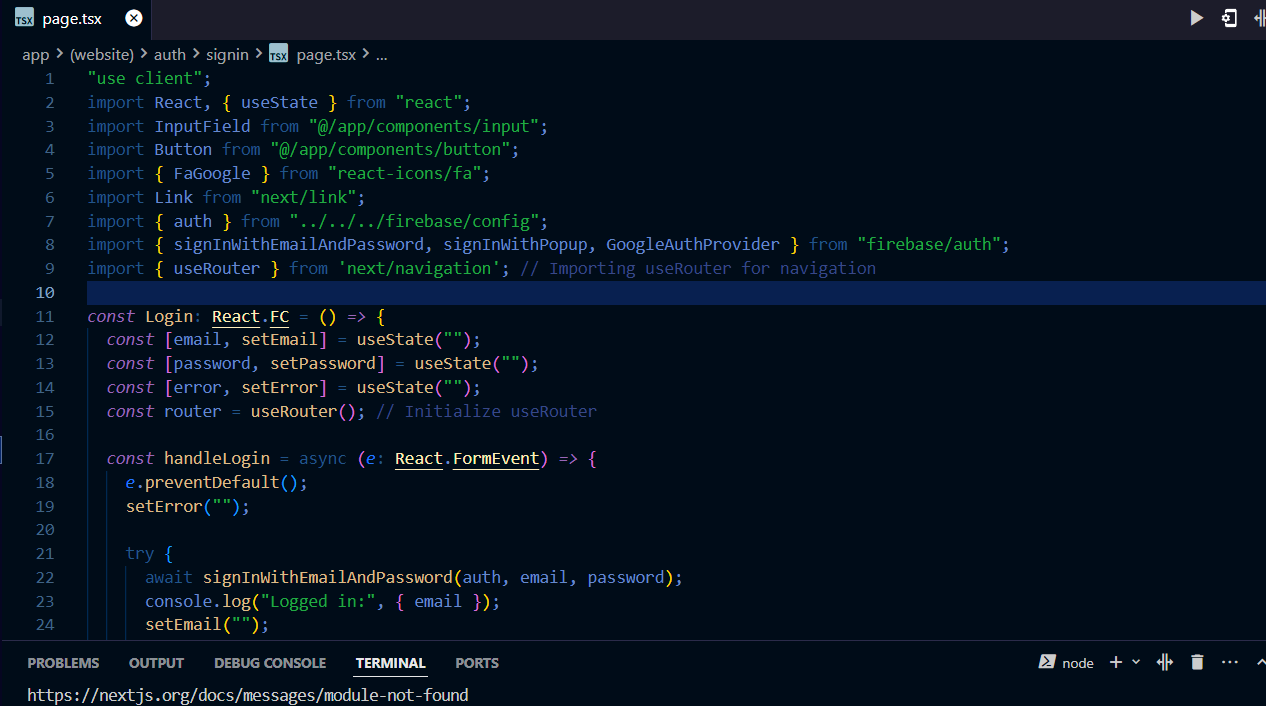 TSX page.tsx
app > (website) > auth > signin > TSX page.tsx > ...
1 "use client";
2 import React, { useState } from "react";
3 import InputField from "@/app/components/input";
4 import Button from "@/app/components/button";
5 import { FaGoogle } from "react-icons/fa";
6 import Link from "next/link";
7 import { auth } from "../../../firebase/config";
8 import { signInWithEmailAndPassword, signInWithPopup, GoogleAuthProvider } from "firebase/auth";
9 import { useRouter } from 'next/navigation'; // Importing useRouter for navigation
10
11 const Login: React.FC = () => {
12 const [email, setEmail] = useState("");
13 const [password, setPassword] = useState("");
14 const [error, setError] = useState("");
15 const router = useRouter(); // Initialize useRouter
16
17 const handleLogin = async (e: React.FormEvent) => {
18 e.preventDefault();
19 setError("");
20
21 try {
22 await signInWithEmailAndPassword(auth, email, password);
23 console.log("Logged in:", { email });
24 setEmail("");
PROBLEMS OUTPUT DEBUG CONSOLE TERMINAL PORTS node
https://nextjs.org/docs/messages/module-not-found